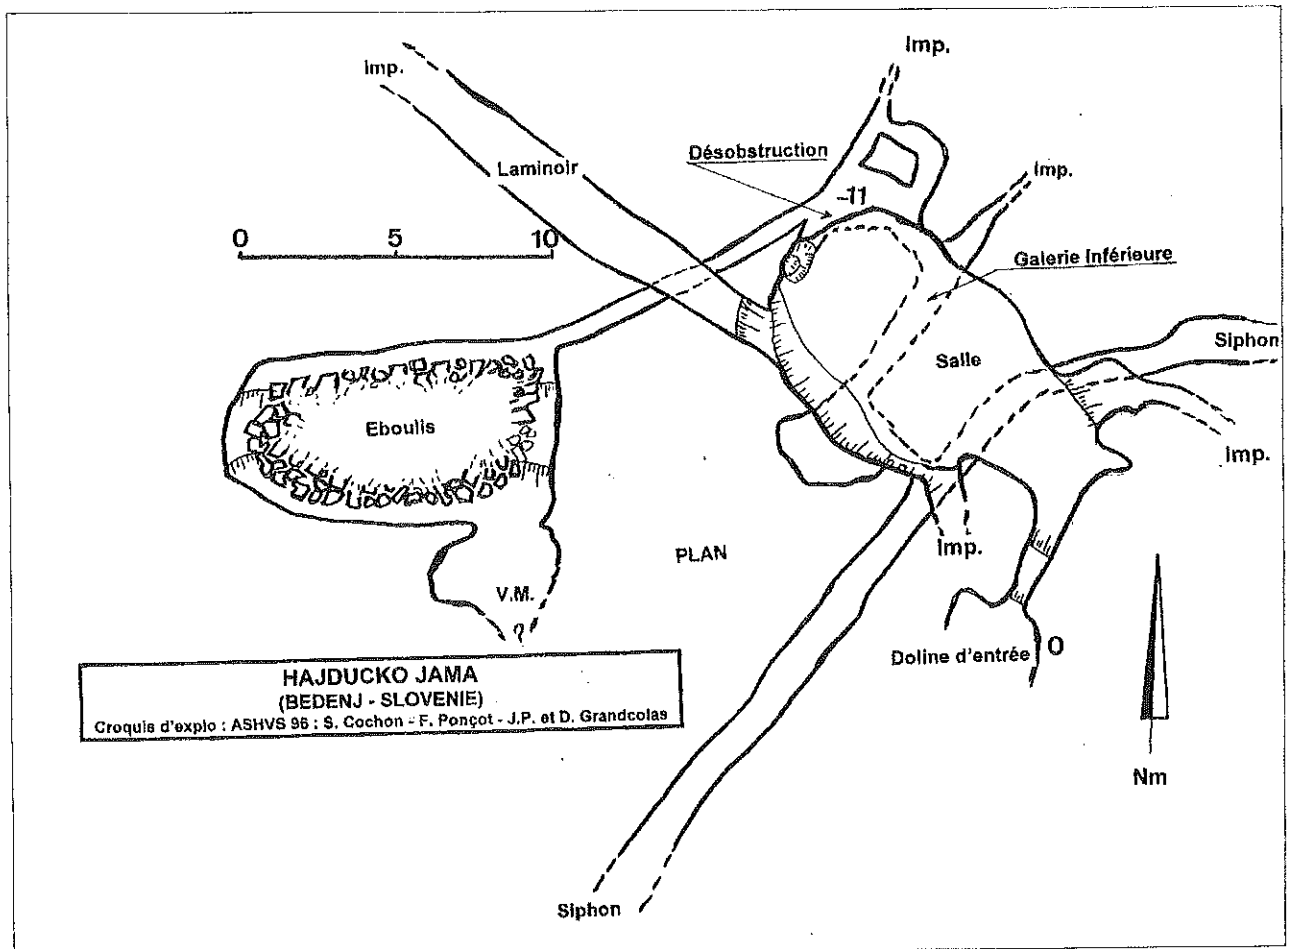 Imp.
Imp.
Désobstruction
Laminoir
Imp.
-11
0 5 10
Galerie Inférieure
Siphon
Salle
Eboulis
Imp.
Imp.
PLAN
V.M.
?
Doline d'entrée
0
HAJDUCKO JAMA
(BEDENJ - SLOVENIE)
Croquis d'explo : ASHVS 96 : S. Cochon - F. Ponçot - J.P. et D. Grandcolas
Nm
Siphon